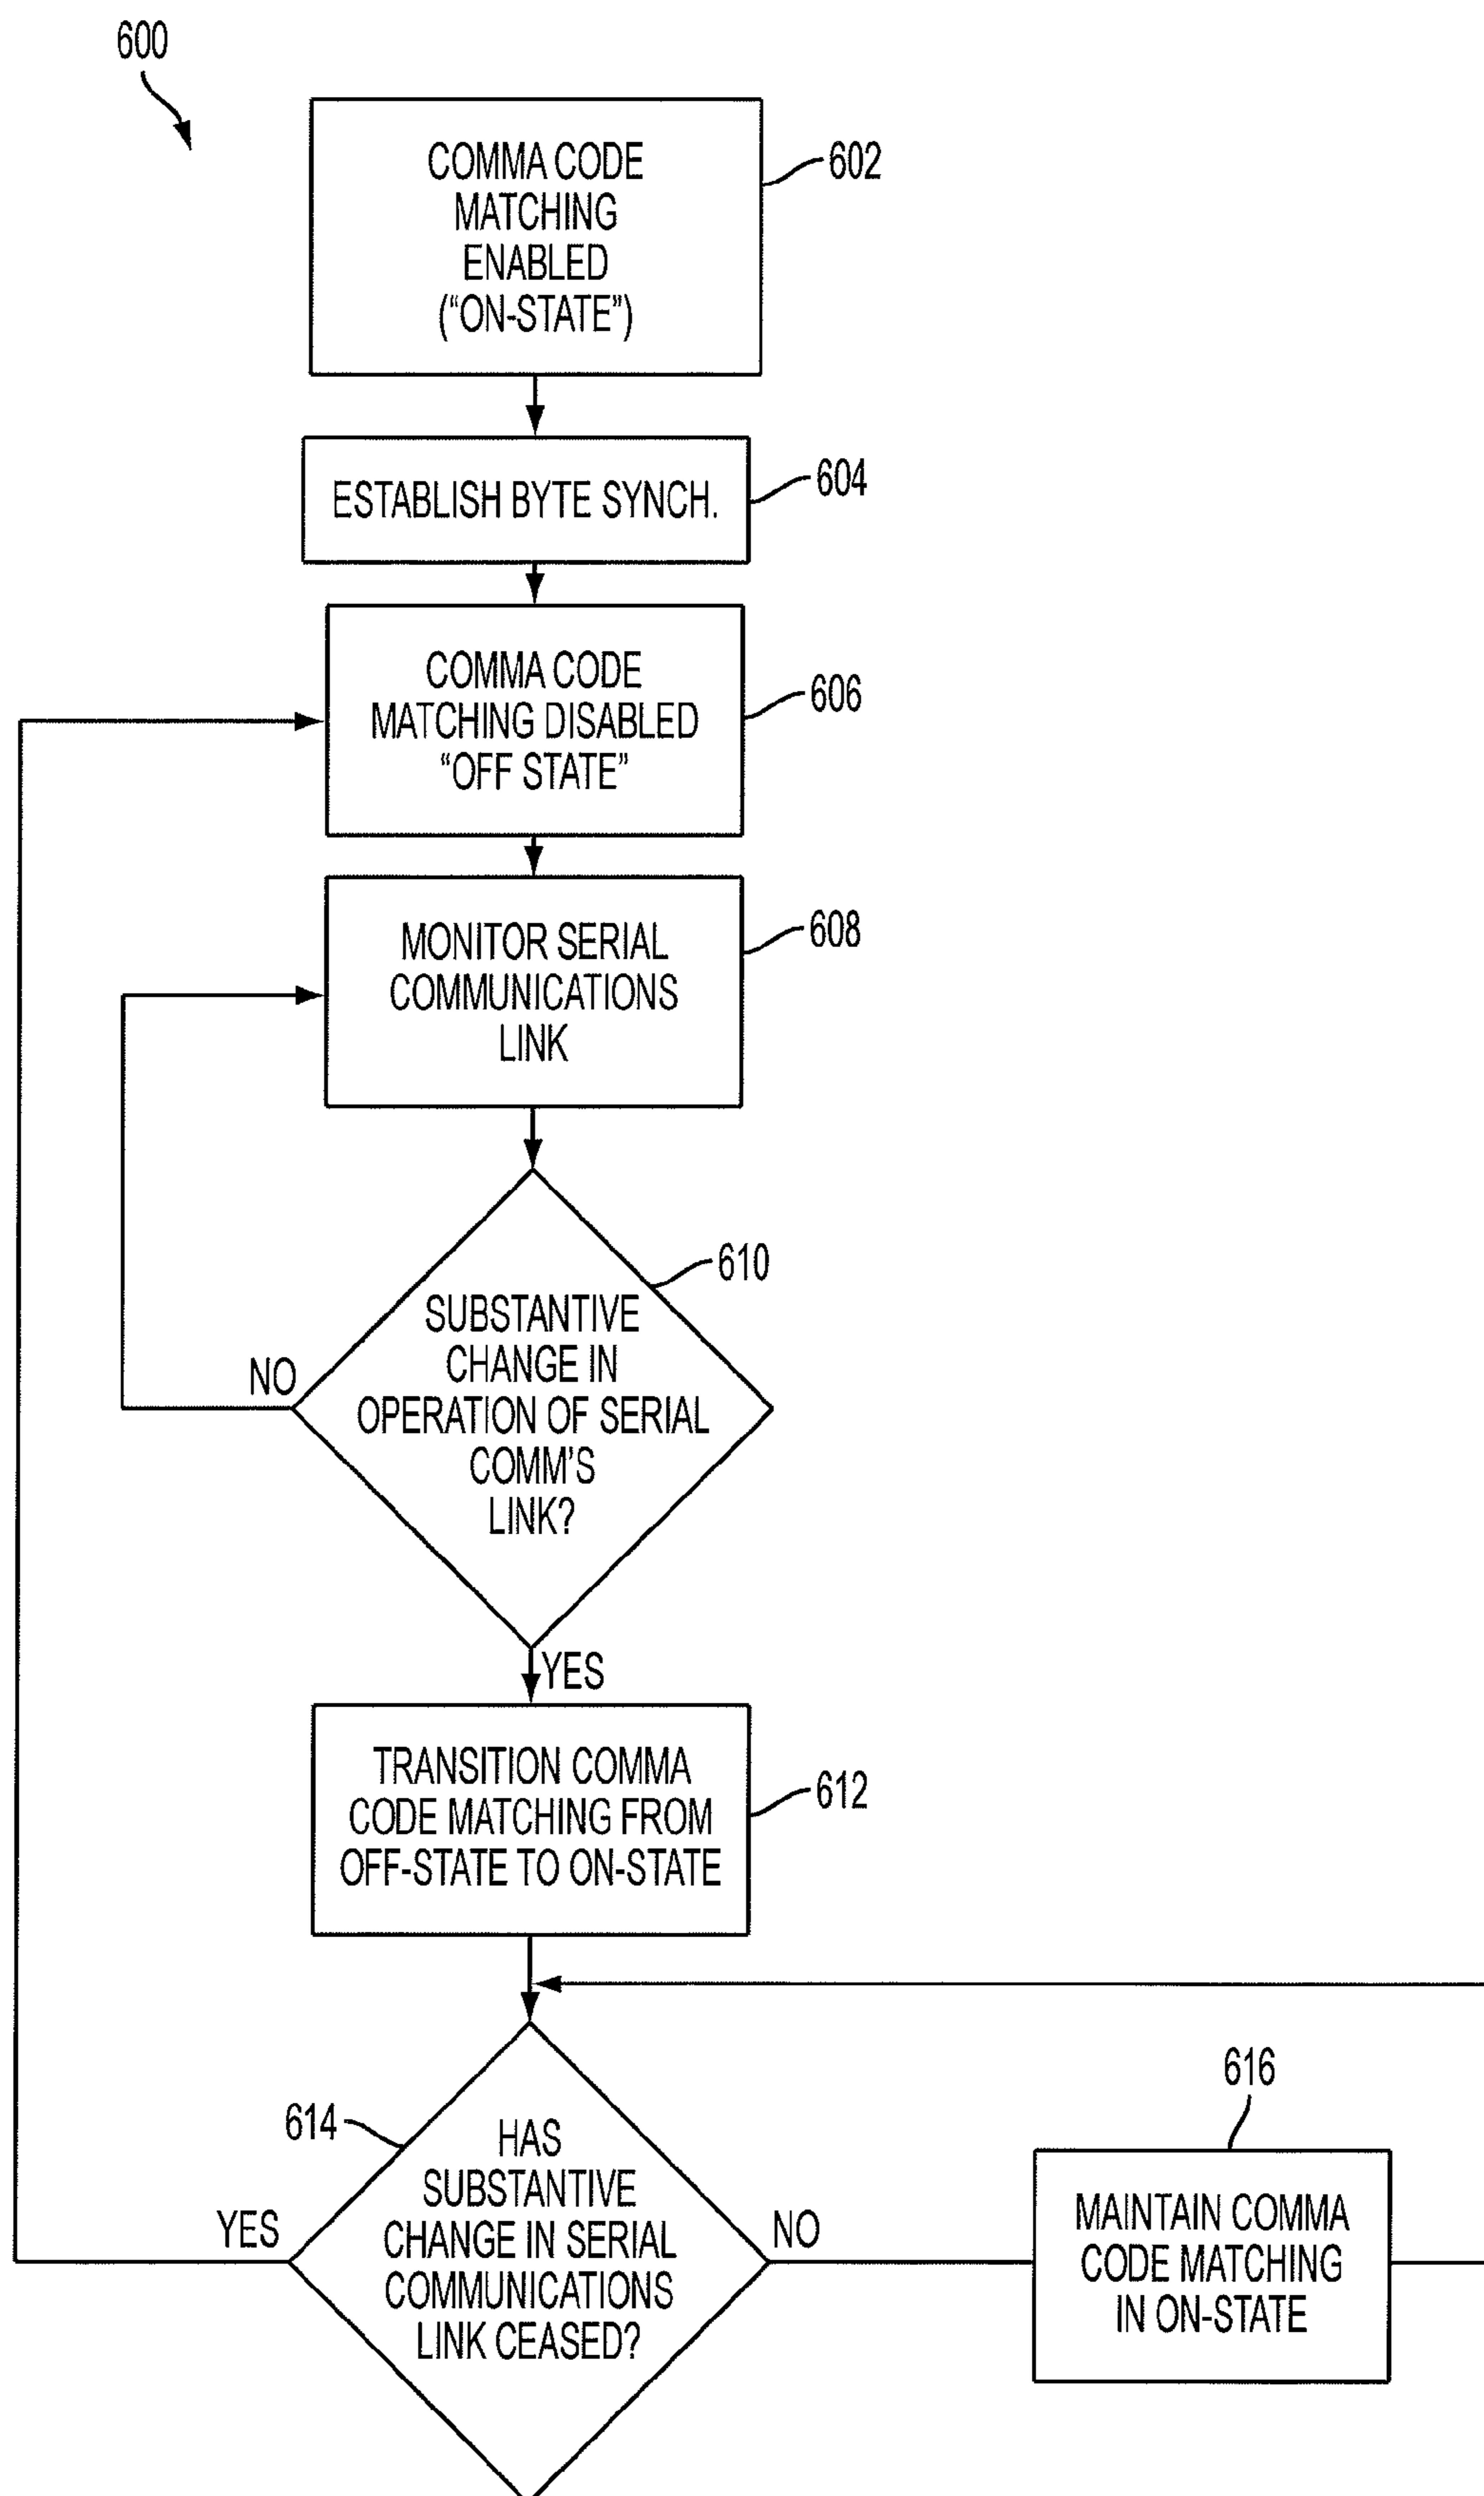 600
COMMA CODE
MATCHING
ENABLED
(“ON-STATE”)
602
ESTABLISH BYTE SYNCH.
604
COMMA CODE
MATCHING DISABLED
“OFF STATE”
606
MONITOR SERIAL
COMMUNICATIONS
LINK
608
610
SUBSTANTIVE
CHANGE IN
OPERATION OF SERIAL
COMM’S
LINK?
NO
YES
TRANSITION COMMA
CODE MATCHING FROM
OFF-STATE TO ON-STATE
612
614
HAS
SUBSTANTIVE
CHANGE IN SERIAL
COMMUNICATIONS
LINK CEASED?
YES
NO
616
MAINTAIN COMMA
CODE MATCHING
IN ON-STATE